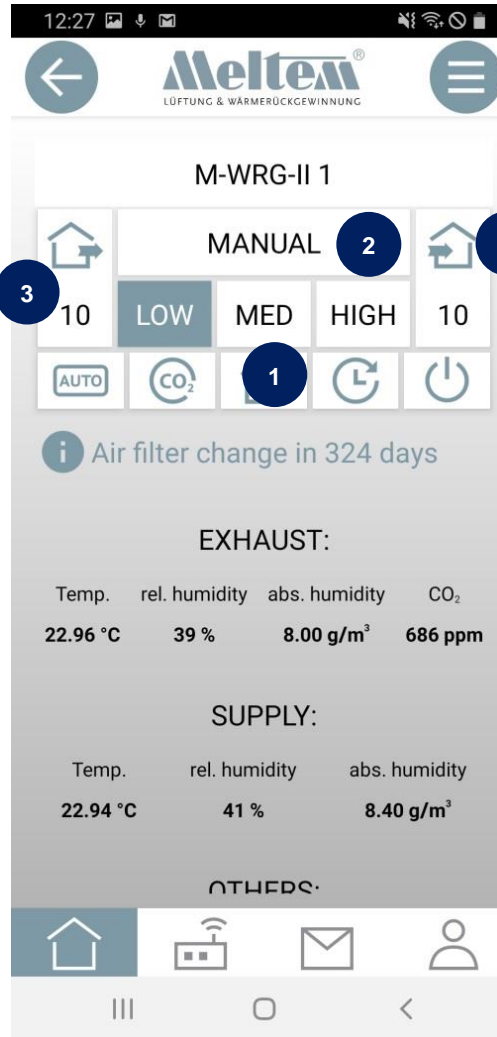 12:27
Meltem®
LÜFTUNG & WÄRMERÜCKGEWINNUNG
M-WRG-II 1
MANUAL 2
3
10 LOW MED HIGH 10
AUTO CO₂ 1
i Air filter change in 324 days
EXHAUST:
Temp. rel. humidity abs. humidity CO₂
22.96 °C 39 % 8.00 g/m³ 686 ppm
SUPPLY:
Temp. rel. humidity abs. humidity
22.94 °C 41 % 8.40 g/m³
OTHERS: